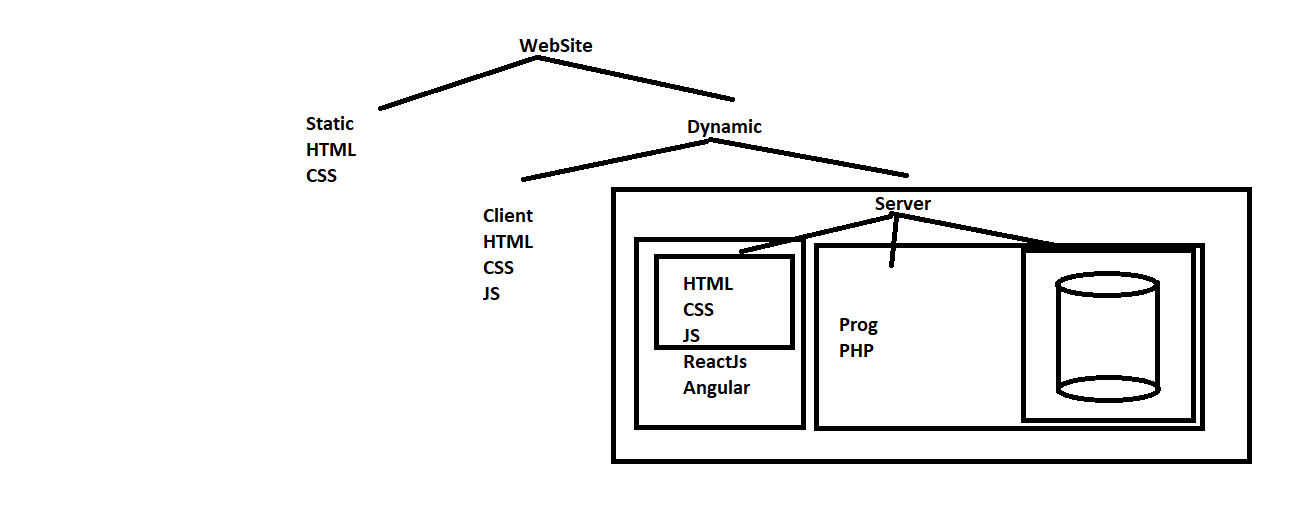 WebSite
Static
HTML
CSS
Dynamic
Client
HTML
CSS
JS
Server
HTML
CSS
JS
ReactJs
Angular
Prog
PHP